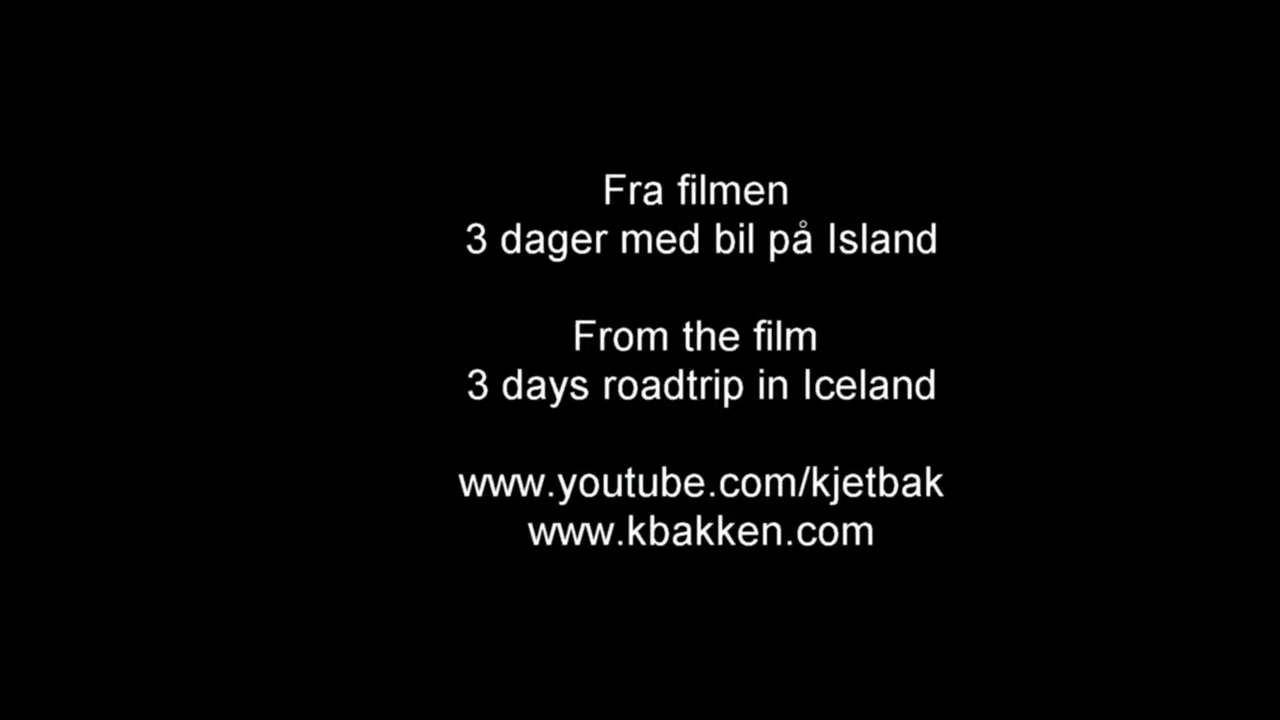 Fra filmen
3 dager med bil på Island
From the film
3 days roadtrip in Iceland
www.youtube.com/kjetbak
www.kbakken.com